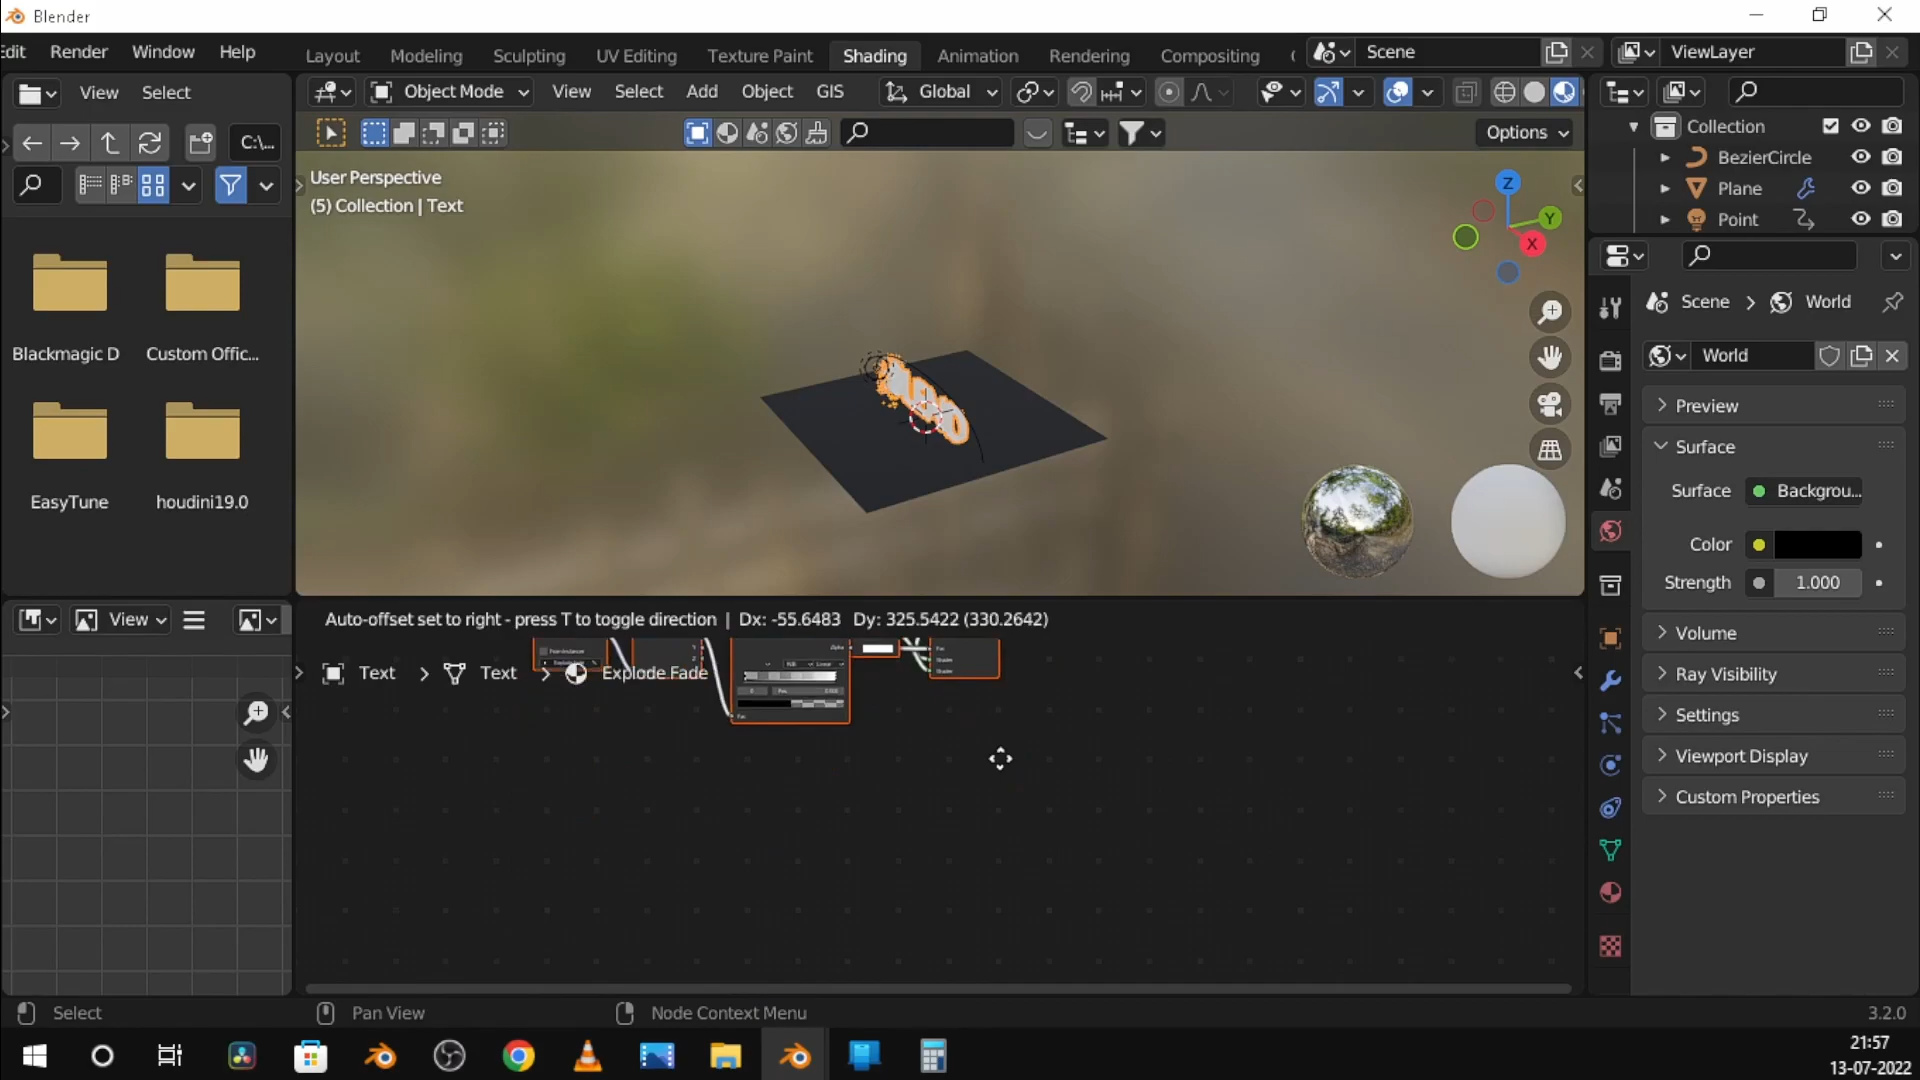 Blender
Edit Render Window Help
Layout Modeling Sculpting UV Editing Texture Paint Shading Animation Rendering Compositing
Scene
ViewLayer
View Select
Object Mode View Select Add Object GIS Global
Options
C:\...
User Perspective
(5) Collection | Text
Z
Y
X
Blackmagic D Custom Offic...
EasyTune houdini19.0
Collection
BezierCircle
Plane
Point
Scene > World
World
Preview
Surface
Surface Backgrou...
Color
Strength 1.000
Volume
Ray Visibility
Settings
Viewport Display
Custom Properties
View
Auto-offset set to right - press T to toggle direction | Dx: -55.6483 Dy: 325.5422 (330.2642)
Text > Text > Explode Fade
Select Pan View Node Context Menu
3.2.0
21:57
13-07-2022